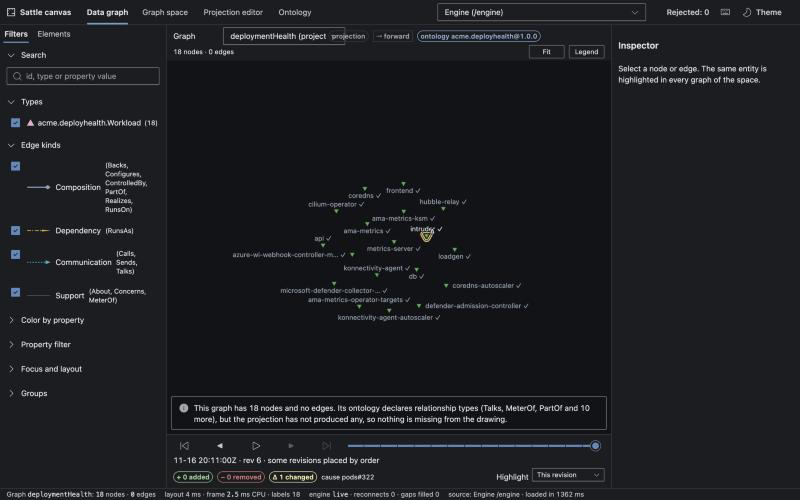 Sattle canvas
Data graph
Graph space
Projection editor
Ontology
Engine (/engine)
Rejected: 0
Theme
Filters
Elements
Search
id, type or property value
Types
acme.deployhealth.Workload (18)
Edge kinds
Composition
(Backs,
Configures,
ControlledBy,
PartOf,
Realizes,
RunsOn)
Dependency
(RunsAs)
Communication
(Calls,
Sends,
Talks)
Support
(About, Concerns,
MeterOf)
Color by property
Property filter
Focus and layout
Groups
Graph
deploymentHealth (project
projection
→ forward
ontology acme.deployhealth@1.0.0
18 nodes · 0 edges
Fit
Legend
frontend ✓
coredns ✓
hubble-relay ✓
cilium-operator ✓
ama-metrics-ksm ✓
ama-metrics ✓
intruder ✓
api ✓
metrics-server ✓
azure-wi-webhook-controller-m... ✓
loadgen ✓
konnectivity-agent ✓
db ✓
coredns-autoscaler ✓
microsoft-defender-collector-... ✓
ama-metrics-operator-targets ✓
defender-admission-controller ✓
konnectivity-agent-autoscaler ✓
This graph has 18 nodes and no edges. Its ontology declares relationship types (Talks, MeterOf, PartOf and 10
more), but the projection has not produced any, so nothing is missing from the drawing.
11-16 20:11:00Z · rev 6 · some revisions placed by order
+ 0 added
− 0 removed
Δ 1 changed
cause pods#322
Highlight
This revision
Inspector
Select a node or edge. The same entity is
highlighted in every graph of the space.
Graph deploymentHealth: 18 nodes · 0 edges
layout 4 ms · frame 2.5 ms CPU · labels 18
engine live · reconnects 0 · gaps filled 0
source: Engine /engine · loaded in 1362 ms